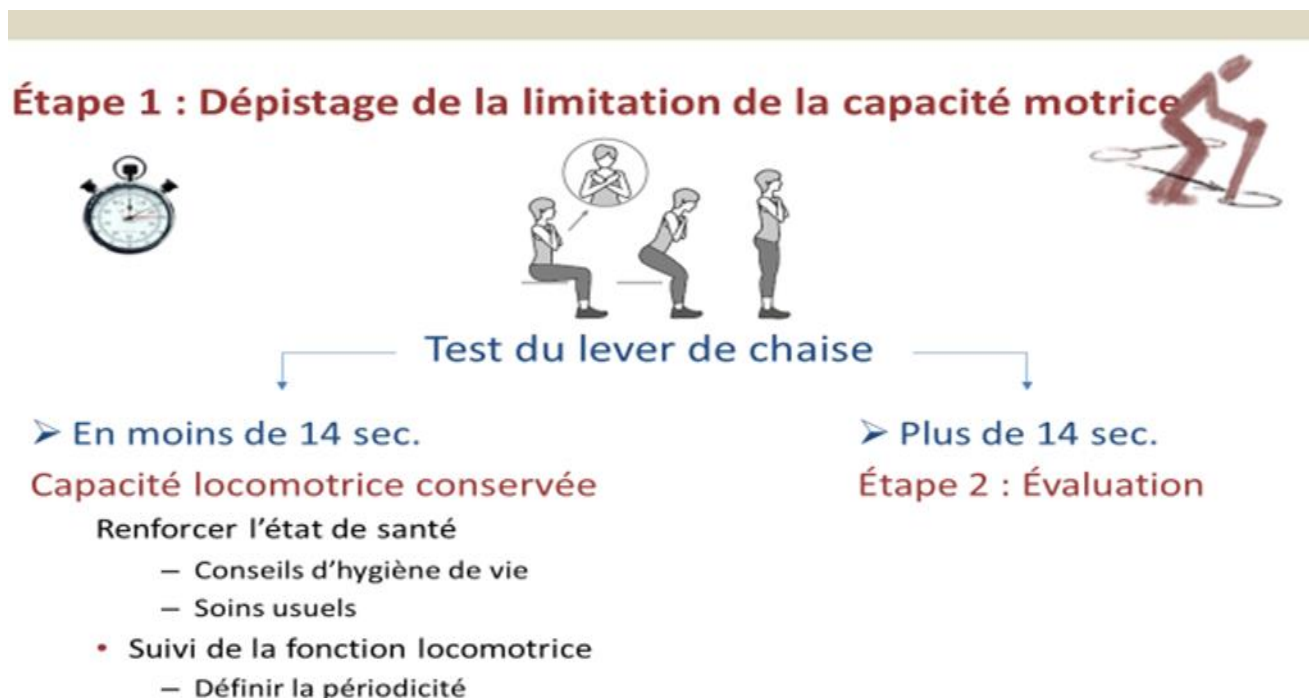 Étape 1 : Dépistage de la limitation de la capacité motrice
Test du lever de chaise
➢ En moins de 14 sec.
Capacité locomotrice conservée
Renforcer l'état de santé
– Conseils d'hygiène de vie
– Soins usuels
• Suivi de la fonction locomotrice
– Définir la périodicité
➢ Plus de 14 sec.
Étape 2 : Évaluation